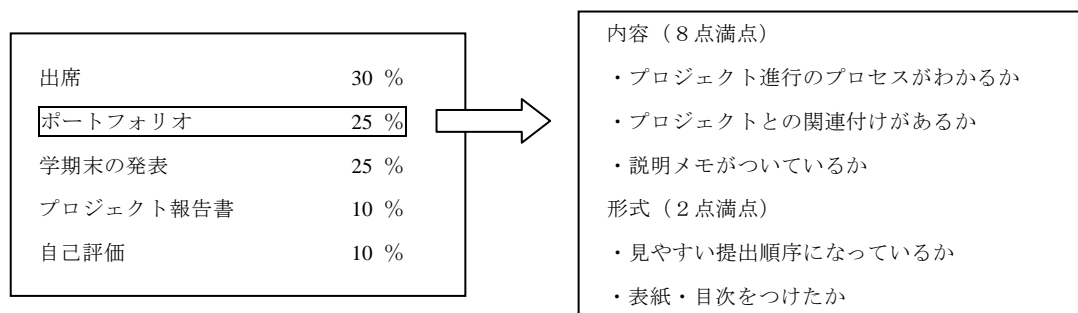 出席 30 %
ポートフォリオ 25 %
学期末の発表 25 %
プロジェクト報告書 10 %
自己評価 10 %
内容（８点満点）
・プロジェクト進行のプロセスがわかるか
・プロジェクトとの関連付けがあるか
・説明メモがついているか
形式（２点満点）
・見やすい提出順序になっているか
・表紙・目次をつけたか